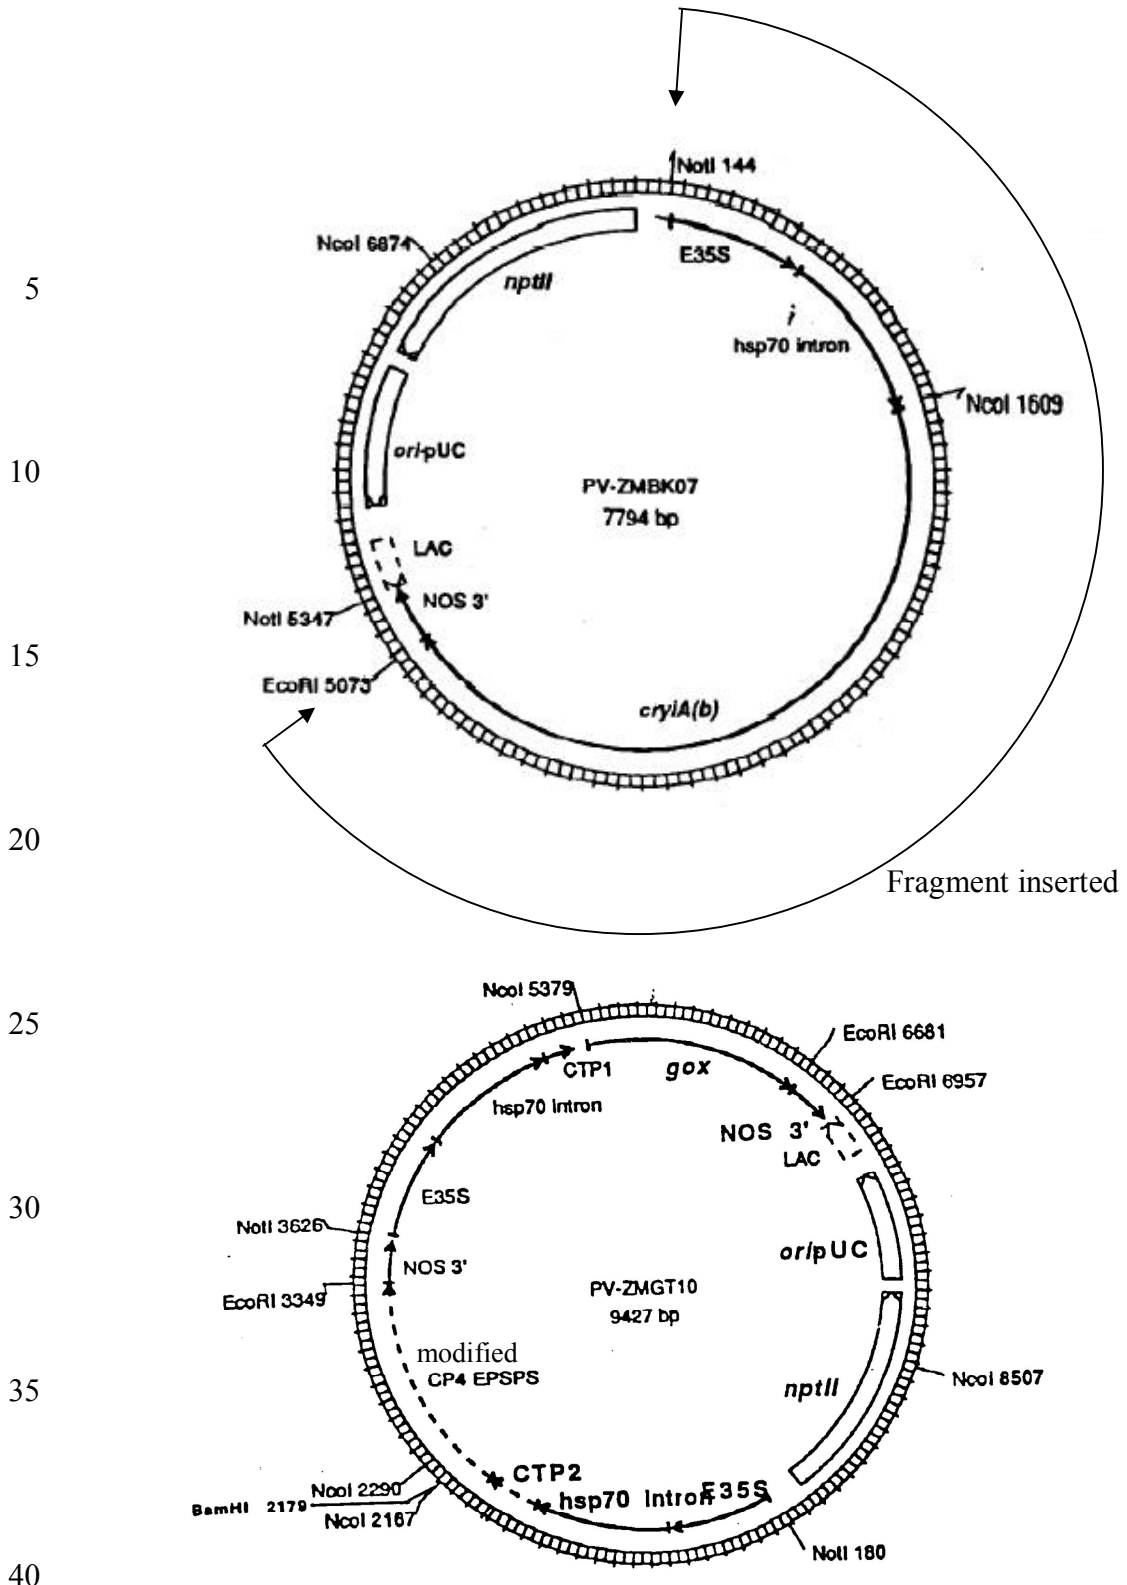 NotI 144
NcoI 6874
E35S
5
nptII
hsp70 intron
NcoI 1609
ori-pUC
10
PV-ZMBK07
7794 bp
LAC
NOS 3'
NotI 5347
15
EcoRI 5073
cryIA(b)
20
Fragment inserted
NcoI 5379
25
EcoRI 6681
CTP1
gox
EcoRI 6957
hsp70 intron
NOS 3'
LAC
E35S
30
NotI 3626
ori pUC
NOS 3'
EcoRI 3349
PV-ZMGT10
9427 bp
modified
CP4 EPSPS
35
NcoI 8507
nptII
CTP2
NcoI 2290
E35S
hsp70 intron
BamHI 2179
NcoI 2167
NotI 180
40